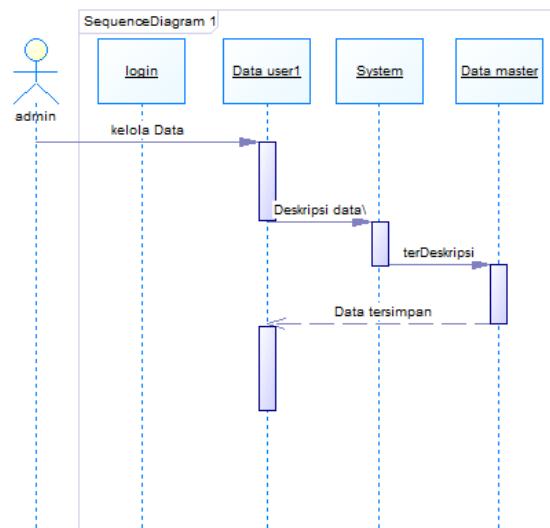 SequenceDiagram 1
login
Data user1
System
Data master
admin
kelola Data
Deskripsi data\
terDeskripsi
Data tersimpan